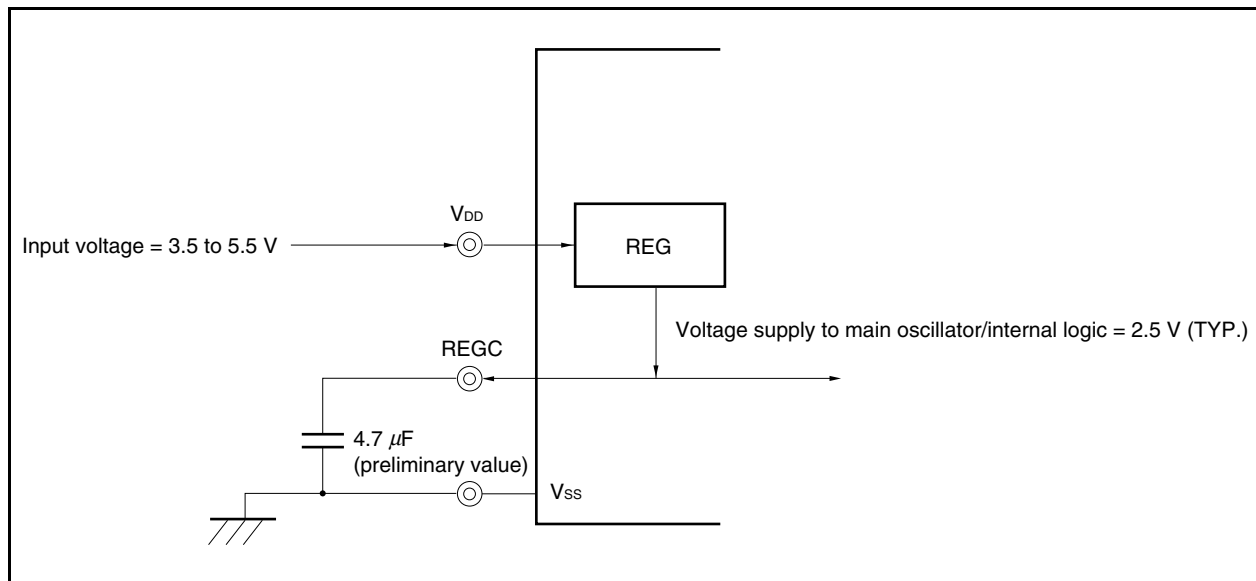 VDD
Input voltage = 3.5 to 5.5 V
REG
Voltage supply to main oscillator/internal logic = 2.5 V (TYP.)
REGC
4.7 μF
(preliminary value)
VSS